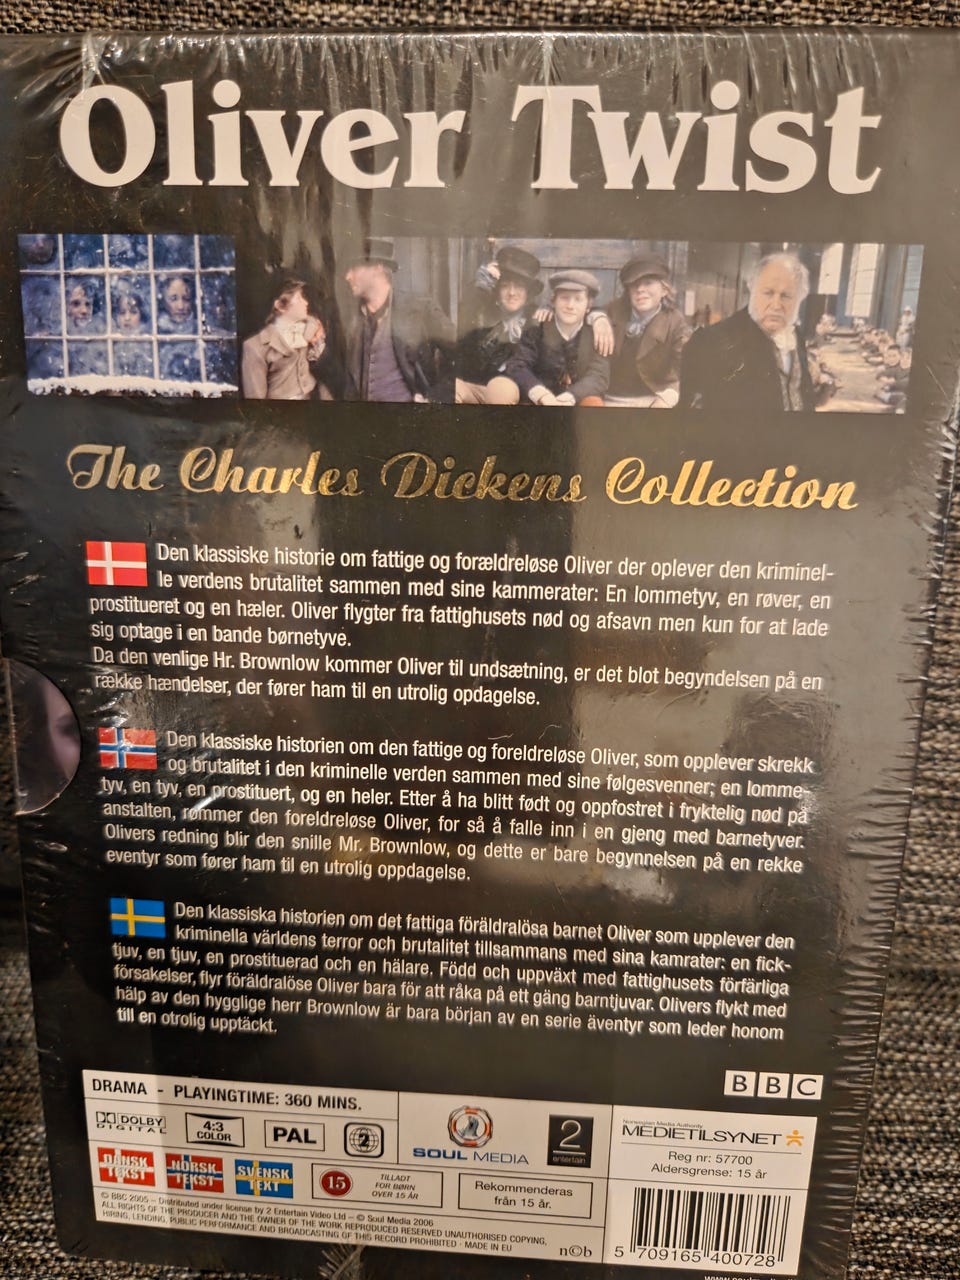 Oliver Twist
The Charles Dickens Collection
Den klassiske historie om fattige og forældreløse Oliver der oplever den kriminel-
le verdens brutalitet sammen med sine kammerater: En lommetyv, en røver, en
prostitueret og en hæler. Oliver flygter fra fattighusets nød og afsavn men kun for at lade
sig optage i en bande børnetyve.
Da den venlige Hr. Brownlow kommer Oliver til undsætning, er det blot begyndelsen på en
række hændelser, der fører ham til en utrolig opdagelse.
Den klassiske historien om den fattige og foreldreløse Oliver, som opplever skrekk
og brutalitet i den kriminelle verden sammen med sine følgesvenner; en lomme-
tyv, en tyv, en prostituert, og en heler. Etter å ha blitt født og oppfostret i fryktelig nød på
anstalten, rømmer den foreldreløse Oliver, for så å falle inn i en gjeng med barnetyver.
Olivers redning blir den snille Mr. Brownlow, og dette er bare begynnelsen på en rekke
eventyr som fører ham til en utrolig oppdagelse.
Den klassiska historien om det fattiga föräldralösa barnet Oliver som upplever den
kriminella världens terror och brutalitet tillsammans med sina kamrater: en fick-
tjuv, en tjuv, en prostituerad och en hälare. Född och uppväxt med fattighusets förfärliga
försakelser, flyr föräldralöse Oliver bara för att råka på ett gäng barntjuvar. Olivers flykt med
hälp av den hygglige herr Brownlow är bara början av en serie äventyr som leder honom
till en otrolig upptäckt.
BBC
DRAMA - PLAYINGTIME: 360 MINS.
DOLBY
DIGITAL
4:3
COLOR
PAL
2
SOUL MEDIA
2
entertain
Norwegian Media Authority
MEDIETILSYNET
Reg nr: 57700
Aldersgrense: 15 år
DANSK
TEKST
NORSK
TEKST
SVENSK
TEXT
15
TILLADT
FOR BØRN
OVER 15 ÅR
Rekommenderas
från 15 år.
© BBC 2005 – Distributed under license by 2 Entertain Video Ltd – © Soul Media 2006
ALL RIGHTS OF THE PRODUCER AND THE OWNER OF THE WORK REPRODUCED RESERVED UNAUTHORISED COPYING,
HIRING, LENDING, PUBLIC PERFORMANCE AND BROADCASTING OF THIS RECORD PROHIBITED - MADE IN EU
n©b
5 709165 400728